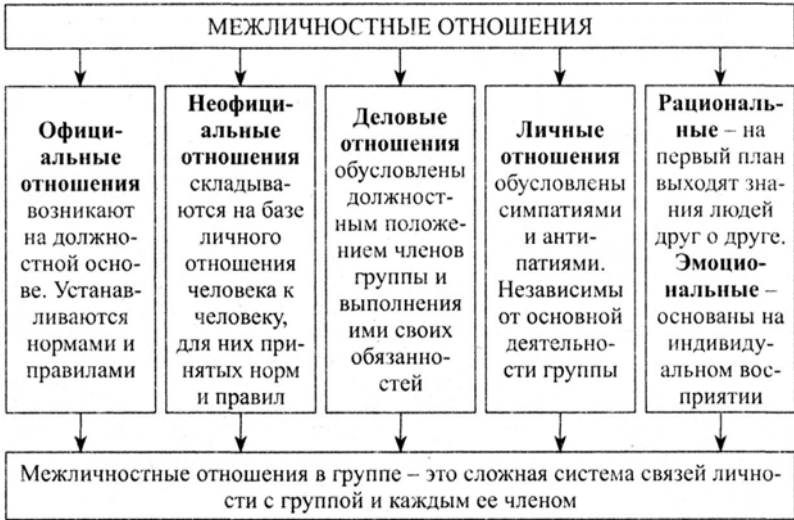 МЕЖЛИЧНОСТНЫЕ ОТНОШЕНИЯ
Офици-
альные
отношения
возникают
на должно-
стной осно-
ве. Устанав-
ливаются
нормами и
правилами
Неофици-
альные
отношения
складыва-
ются на базе
личного
отношения
человека к
человеку,
для них при-
нятых норм
и правил
Деловые
отношения
обусловлены
должност-
ным положе-
нием членов
группы и
выполнения
ими своих
обязанно-
стей
Личные
отношения
обусловлены
симпатиями
и анти-
патиями.
Независимы
от основной
деятельно-
сти группы
Рациональ-
ные – на
первый план
выходят зна-
ния людей
друг о друге.
Эмоцио-
нальные –
основаны на
индивиду-
альном вос-
приятии
Межличностные отношения в группе – это сложная система связей лично-
сти с группой и каждым ее членом